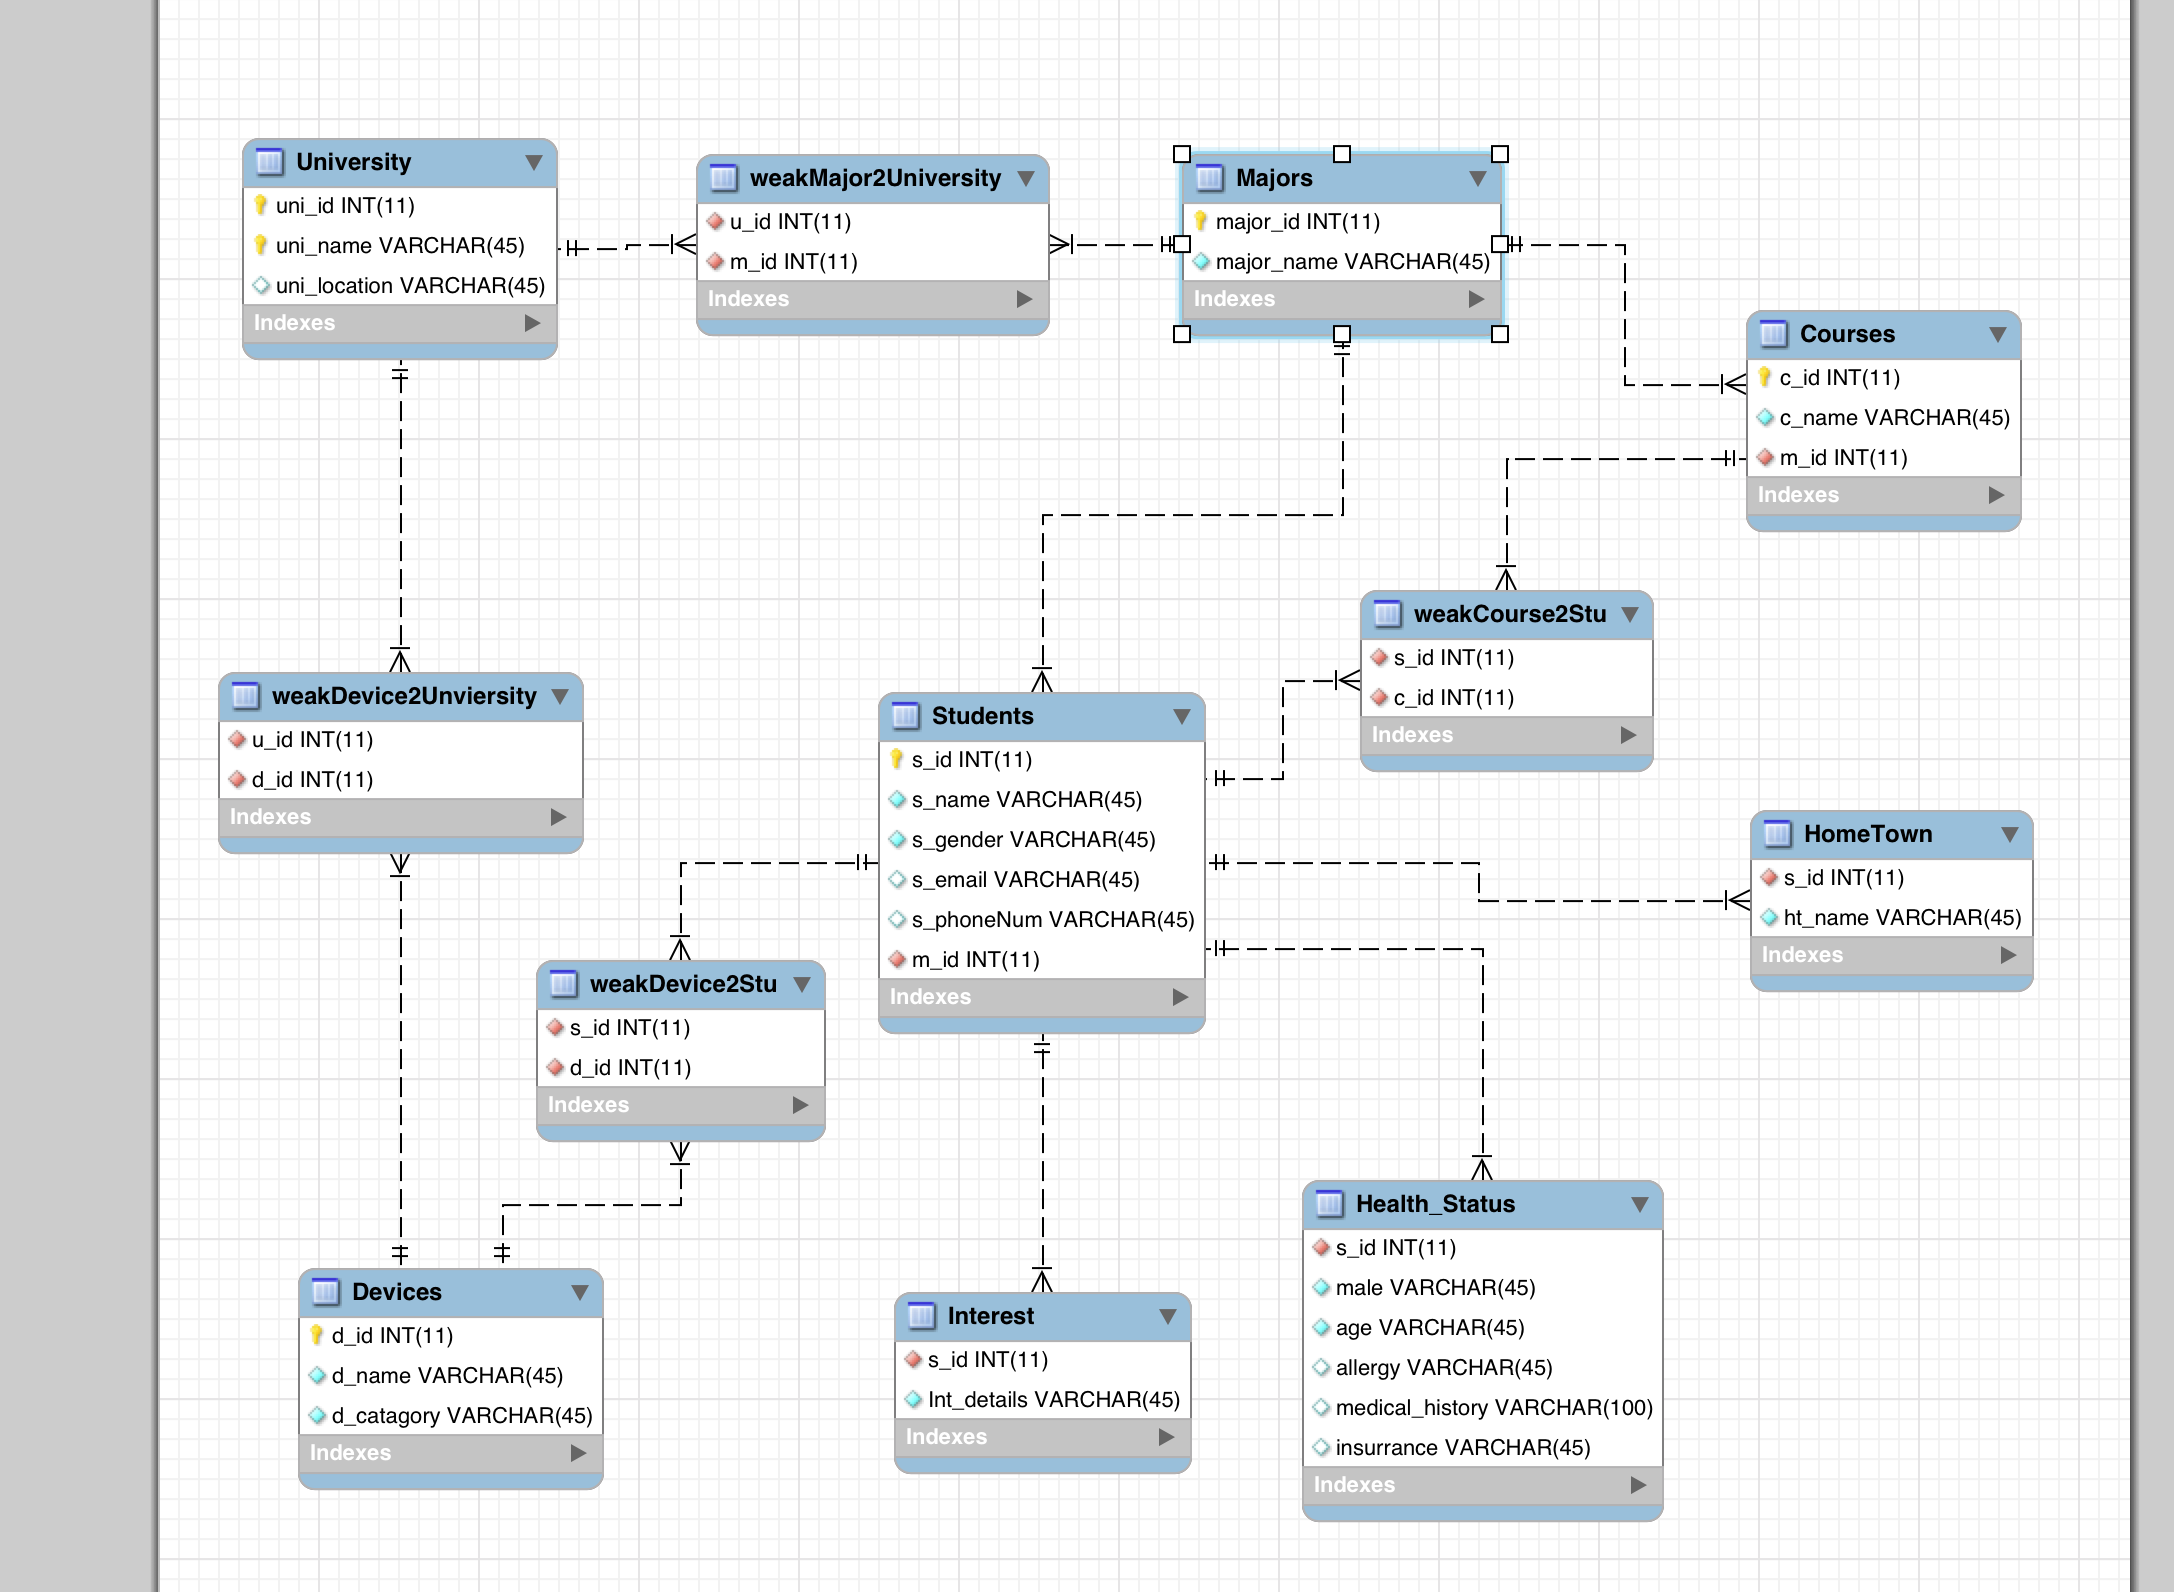 University
uni_id INT(11)
uni_name VARCHAR(45)
uni_location VARCHAR(45)
Indexes
weakMajor2University
u_id INT(11)
m_id INT(11)
Indexes
Majors
major_id INT(11)
major_name VARCHAR(45)
Indexes
Courses
c_id INT(11)
c_name VARCHAR(45)
m_id INT(11)
Indexes
weakCourse2Stu
s_id INT(11)
c_id INT(11)
Indexes
weakDevice2Unviersity
u_id INT(11)
d_id INT(11)
Indexes
Students
s_id INT(11)
s_name VARCHAR(45)
s_gender VARCHAR(45)
s_email VARCHAR(45)
s_phoneNum VARCHAR(45)
m_id INT(11)
Indexes
HomeTown
s_id INT(11)
ht_name VARCHAR(45)
Indexes
weakDevice2Stu
s_id INT(11)
d_id INT(11)
Indexes
Devices
d_id INT(11)
d_name VARCHAR(45)
d_catagory VARCHAR(45)
Indexes
Interest
s_id INT(11)
Int_details VARCHAR(45)
Indexes
Health_Status
s_id INT(11)
male VARCHAR(45)
age VARCHAR(45)
allergy VARCHAR(45)
medical_history VARCHAR(100)
insurrance VARCHAR(45)
Indexes